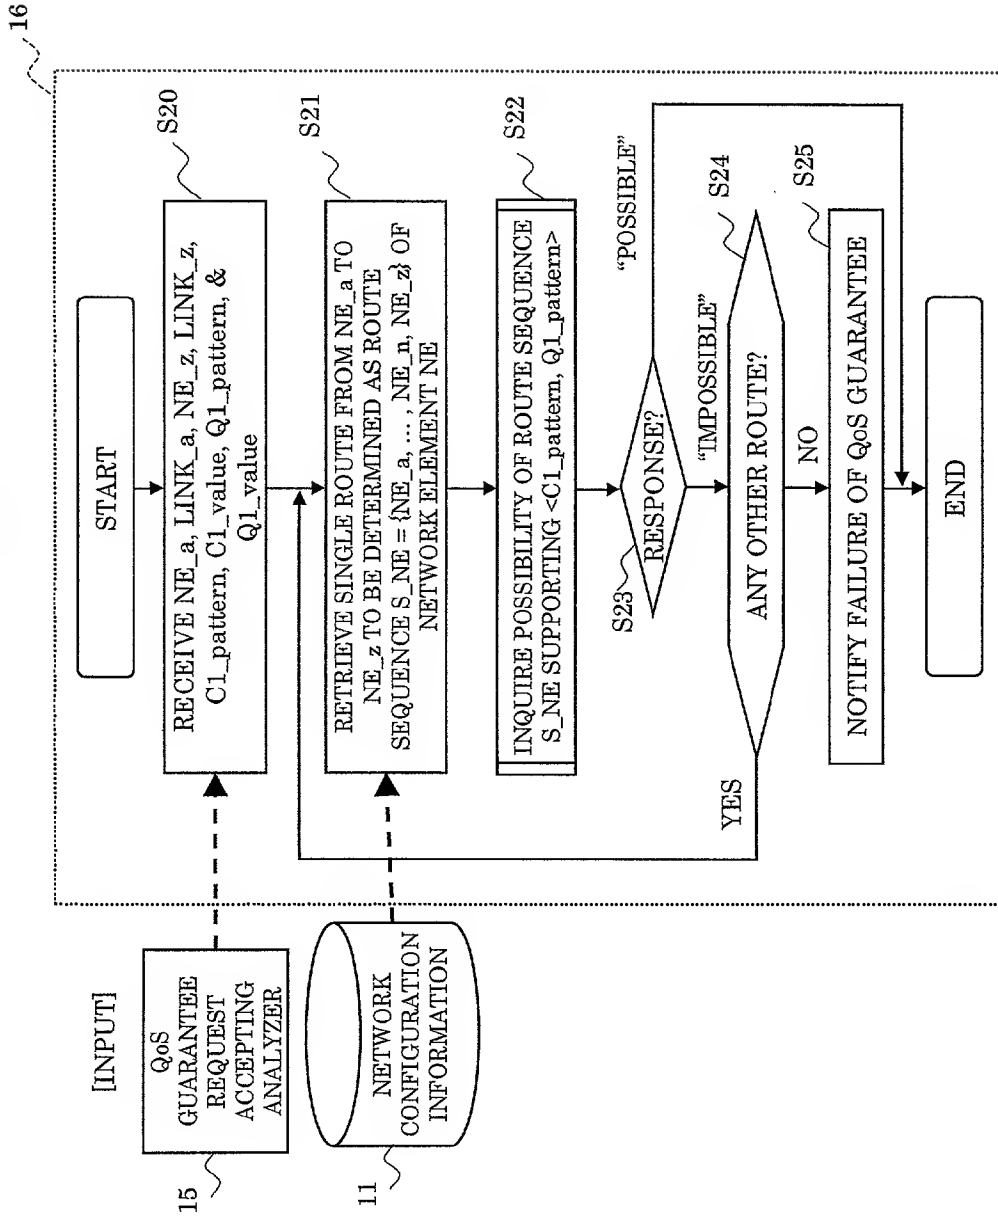 16
[INPUT]
15
QoS
GUARANTEE
REQUEST
ACCEPTING
ANALYZER
11
NETWORK
CONFIGURATION
INFORMATION
START
S20
RECEIVE NE_a, LINK_a, NE_z, LINK_z,
C1_pattern, C1_value, Q1_pattern, &
Q1_value
S21
RETRIEVE SINGLE ROUTE FROM NE_a TO
NE_z TO BE DETERMINED AS ROUTE
SEQUENCE S_NE = {NE_a, ... , NE_n, NE_z} OF
NETWORK ELEMENT NE
S22
INQUIRE POSSIBILITY OF ROUTE SEQUENCE
S_NE SUPPORTING <C1_pattern, Q1_pattern>
S23
RESPONSE?
“POSSIBLE”
“IMPOSSIBLE”
S24
ANY OTHER ROUTE?
YES
NO
S25
NOTIFY FAILURE OF QoS GUARANTEE
END